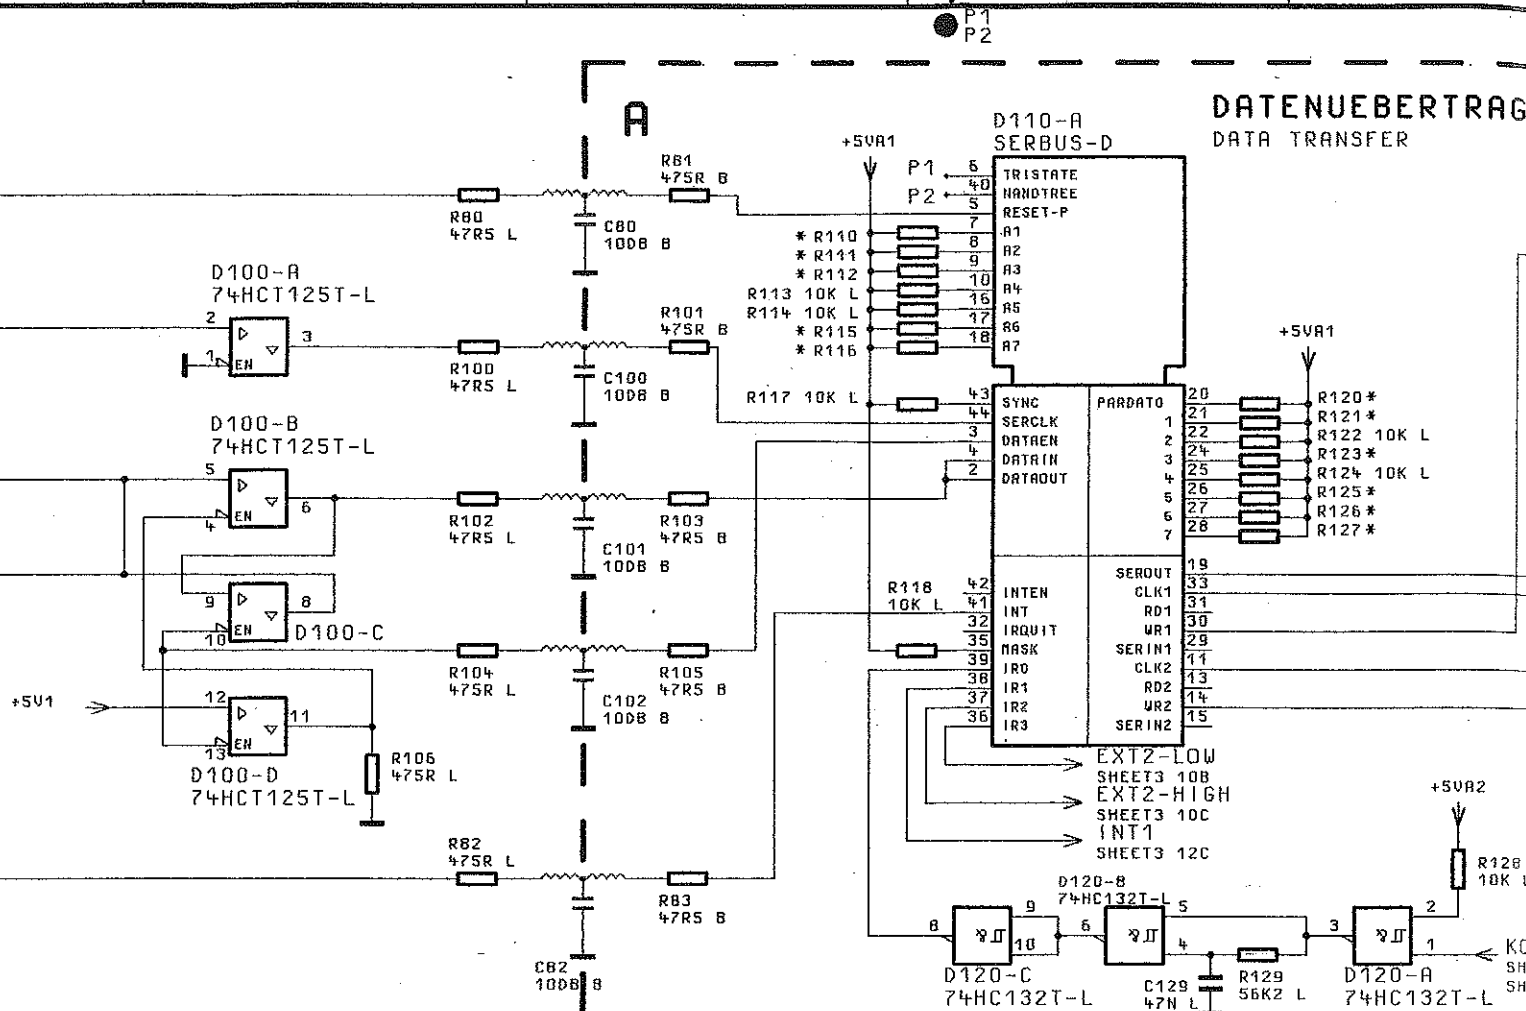 P1
P2
A
DATENUEBERTRAG
DATA TRANSFER
D110-A
SERBUS-D
+5VA1
P1
P2
6
40
5
7
8
9
10
16
17
18
TRISTATE
NANDTREE
RESET-P
A1
A2
A3
A4
A5
A6
A7
* R110
* R111
* R112
R113 10K L
R114 10K L
* R115
* R116
R81
475R B
R80
47R5 L
C80
10DB B
D100-A
74HCT125T-L
2
3
1
EN
R101
475R B
R100
47R5 L
C100
10DB B
+5VA1
R117 10K L
43
44
3
4
2
SYNC
SERCLK
DATAEN
DATAIN
DATAOUT
PARDAT0
1
2
3
4
5
6
7
20
21
22
24
25
26
27
28
R120*
R121*
R122 10K L
R123*
R124 10K L
R125*
R126*
R127*
D100-B
74HCT125T-L
5
6
4
EN
R102
47R5 L
C101
10DB B
R103
47R5 B
9
8
10
EN
D100-C
R118
10K L
42
41
32
35
39
38
37
36
INTEN
INT
IRQUIT
MASK
IR0
IR1
IR2
IR3
SEROUT
CLK1
RD1
WR1
SERIN1
CLK2
RD2
WR2
SERIN2
19
33
31
30
29
11
13
14
15
R104
475R L
C102
10DB B
R105
47R5 B
+5V1
12
11
13
EN
D100-D
74HCT125T-L
R106
475R L
EXT2-LOW
SHEET3 10B
EXT2-HIGH
SHEET3 10C
INT1
SHEET3 12C
+5VA2
R128
10K L
R82
475R L
R83
47R5 B
C82
10DB B
D120-B
74HC132T-L
8
9
10
&
D120-C
74HC132T-L
6
5
4
&
C129
47N L
R129
56K2 L
3
2
1
&
D120-A
74HC132T-L
KO
SH
SH